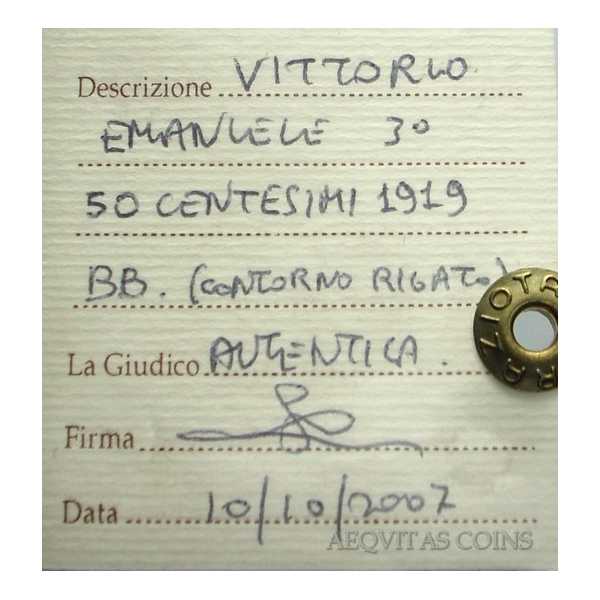 Descrizione VITTORIO
EMANUELE 3°
50 CENTESIMI 1919
BB. (CONTORNO RIGATO)
La Giudico AUTENTICA.
Firma
Data 10/10/2007
AEQVITAS COINS